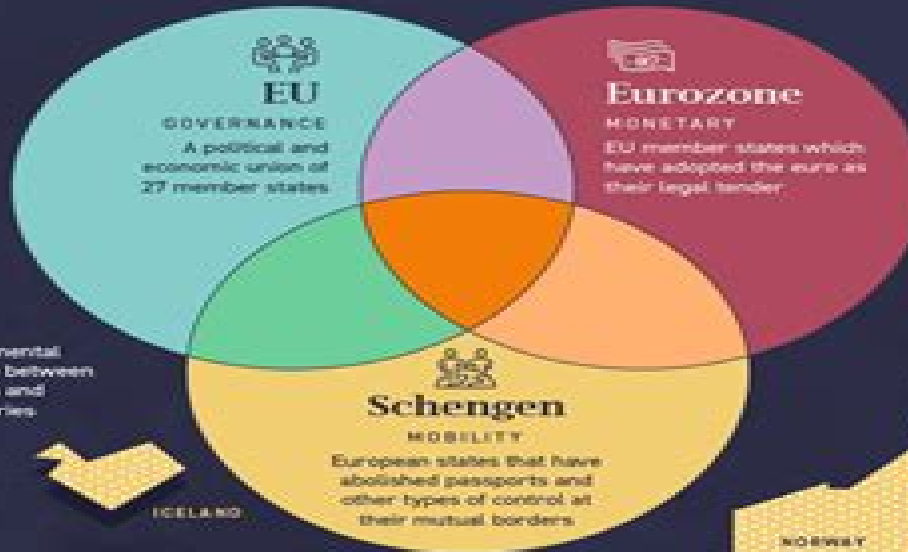 EU
GOVERNANCE
A political and
economic union of
27 member states
Eurozone
MONETARY
EU member states which
have adopted the euro as
their legal tender
nental
between
and
ries
Schengen
MOBILITY
European states that have
abolished passports and
other types of control at
their mutual borders
ICELAND
NORWAY